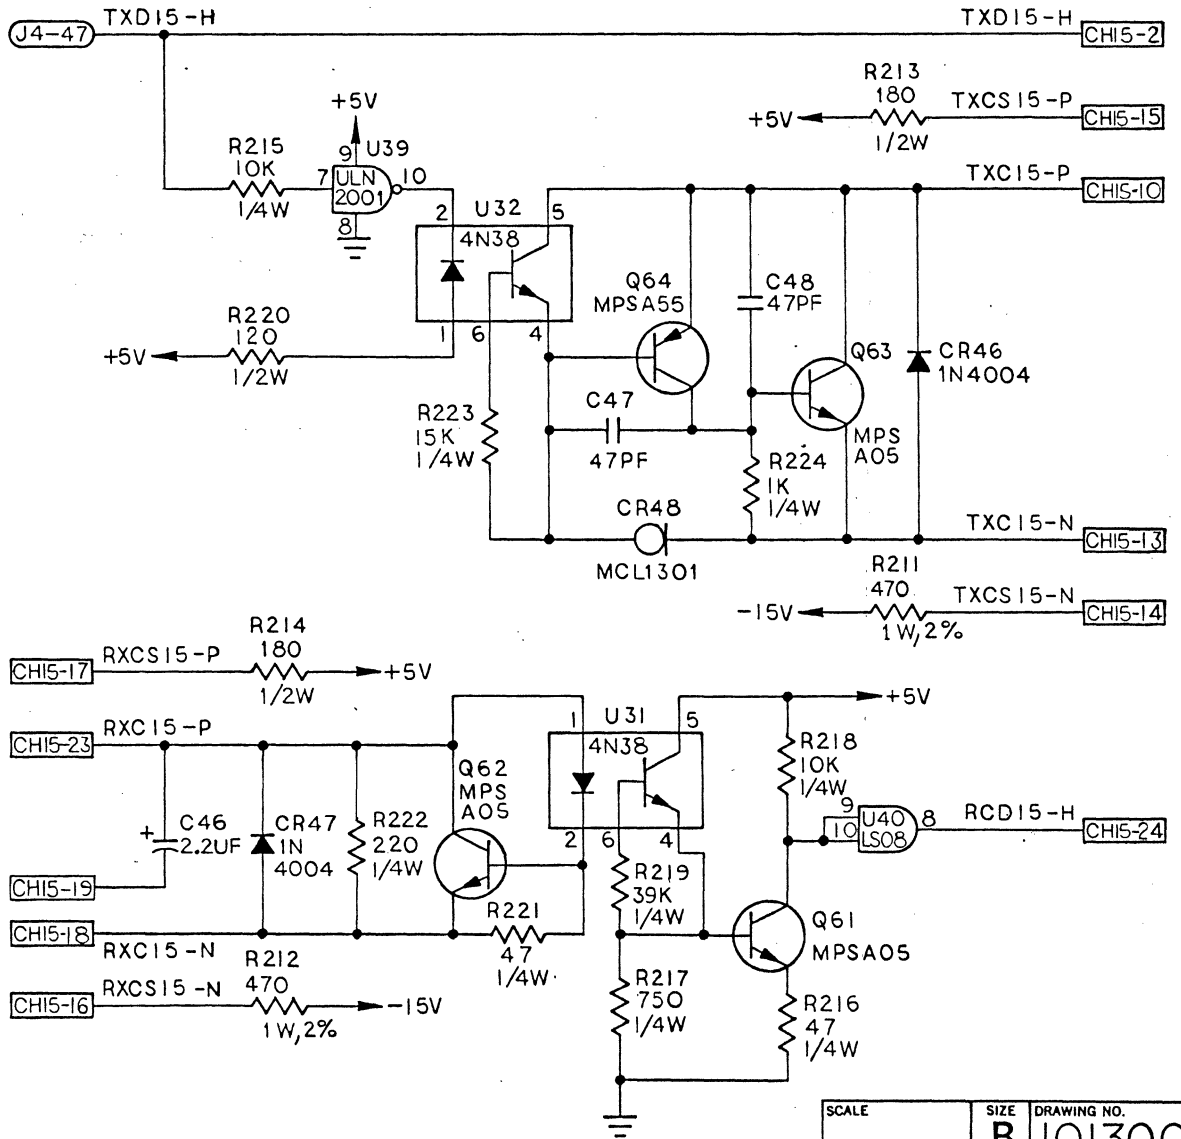 J4-47
TXD15-H
TXD15-H
CH15-2
R213
180
1/2W
+5V
TXCS15-P
CH15-15
+5V
R215
10K
1/4W
7
9
U39
ULN
2001
10
8
TXC15-P
CH15-10
2
U32
5
4N38
1
6
4
R220
120
1/2W
+5V
Q64
MPSA55
C48
47PF
Q63
MPS
A05
CR46
1N4004
R223
15K
1/4W
C47
47PF
R224
1K
1/4W
CR48
MCL1301
TXC15-N
CH15-13
R211
470
1W,2%
-15V
TXCS15-N
CH15-14
CH15-17
RXCS15-P
R214
180
1/2W
+5V
CH15-23
RXC15-P
1
U31
5
4N38
2
6
4
+5V
R218
10K
1/4W
Q62
MPS
A05
+
C46
2.2UF
CR47
1N
4004
R222
220
1/4W
9
10
U40
LS08
8
RCD15-H
CH15-24
CH15-19
R219
39K
1/4W
R221
47
1/4W
Q61
MPSA05
CH15-18
RXC15-N
R212
470
1W,2%
CH15-16
RXCS15-N
-15V
R217
750
1/4W
R216
47
1/4W
SCALE
SIZE
B
DRAWING NO.